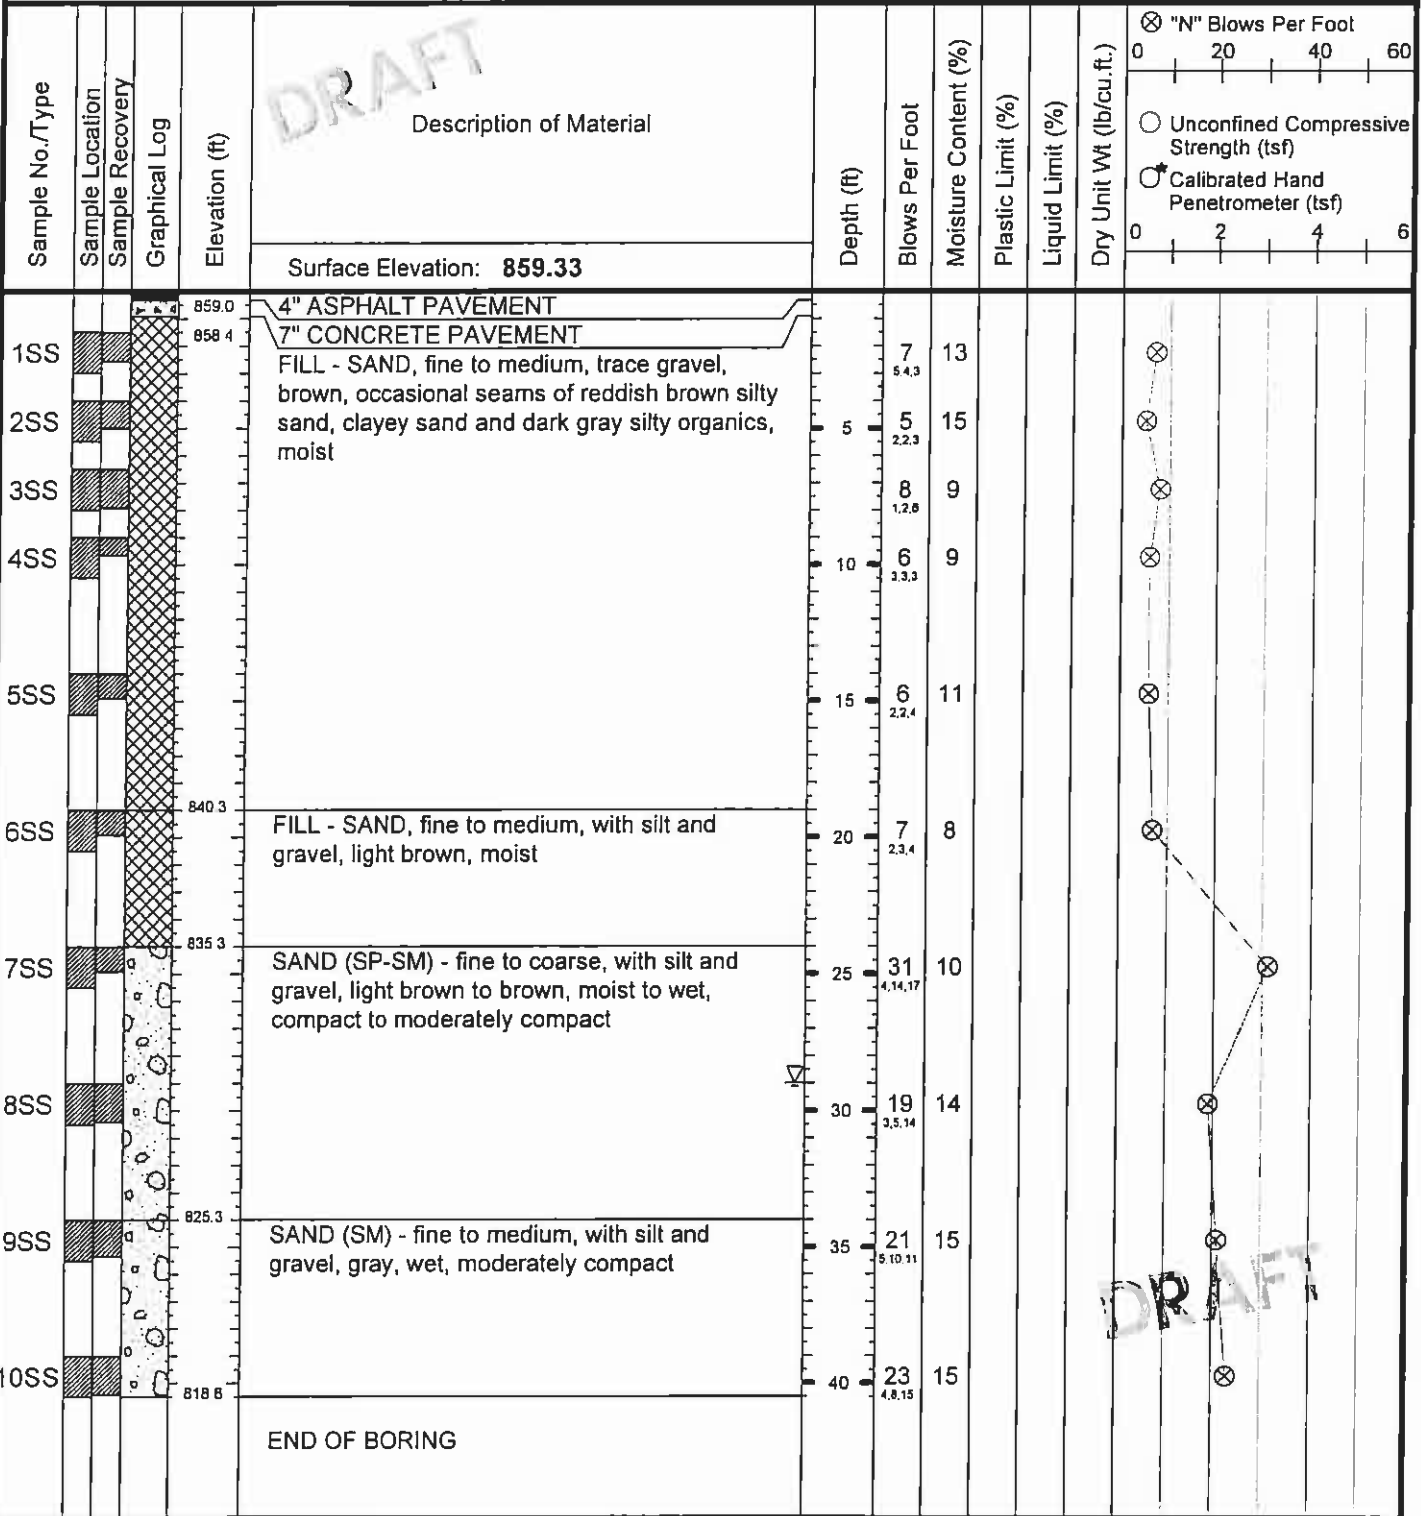 DRAFT
Sample No./Type
Sample Location
Sample Recovery
Graphical Log
Elevation (ft)
Description of Material
Surface Elevation: 859.33
Depth (ft)
Blows Per Foot
Moisture Content (%)
Plastic Limit (%)
Liquid Limit (%)
Dry Unit Wt (lb/cu.ft.)
"N" Blows Per Foot
0 20 40 60
Unconfined Compressive
Strength (tsf)
* Calibrated Hand
Penetrometer (tsf)
0 2 4 6
859.0 4" ASPHALT PAVEMENT
858 4 7" CONCRETE PAVEMENT
1SS 7 13
5,4,3
FILL - SAND, fine to medium, trace gravel,
brown, occasional seams of reddish brown silty
sand, clayey sand and dark gray silty organics,
moist
2SS 5 5 15
2,2,3
3SS 8 9
4SS 10 6 9
3,3,3
5SS 15 6 11
2,2,4
840 3
6SS 20 7 8
2,3,4
FILL - SAND, fine to medium, with silt and
gravel, light brown, moist
835 3
7SS 25 31 10
4,14,17
SAND (SP-SM) - fine to coarse, with silt and
gravel, light brown to brown, moist to wet,
compact to moderately compact
8SS 30 19 14
3,5,14
825.3
9SS 35 21 15
5,10,11
SAND (SM) - fine to medium, with silt and
gravel, gray, wet, moderately compact
DRAFT
10SS 40 23 15
4,8,15
818 8
END OF BORING